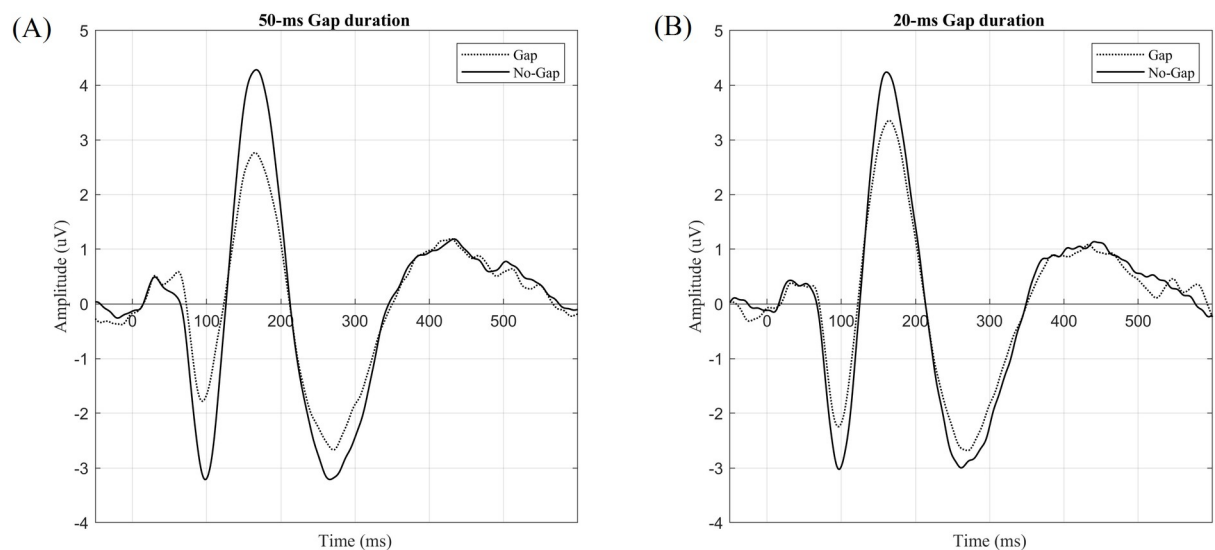 (A)
50-ms Gap duration
Gap
No-Gap
5
4
3
2
1
0
-1
-2
-3
-4
0 100 200 300 400 500
Amplitude (uV)
Time (ms)
(B)
20-ms Gap duration
Gap
No-Gap
5
4
3
2
1
0
-1
-2
-3
-4
0 100 200 300 400 500
Amplitude (uV)
Time (ms)